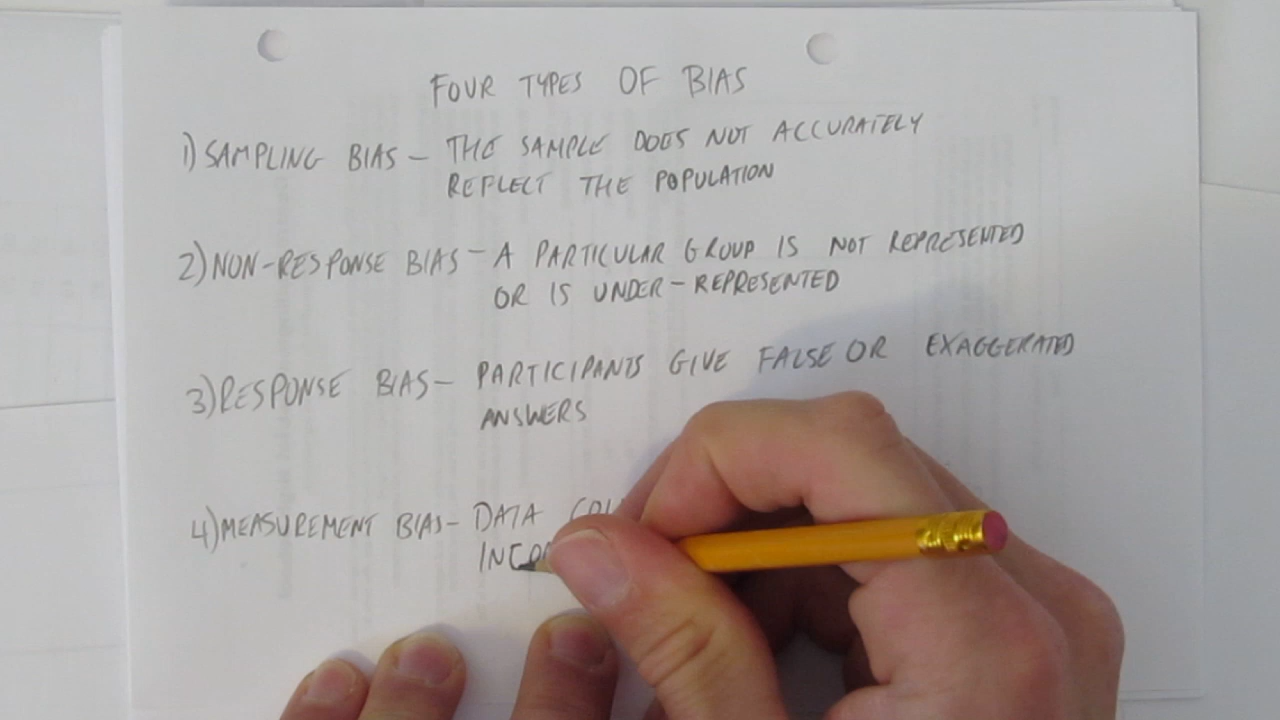 FOUR TYPES OF BIAS
1) SAMPLING BIAS - THE SAMPLE DOES NOT ACCURATELY
REFLECT THE POPULATION
2) NON-RESPONSE BIAS - A PARTICULAR GROUP IS NOT REPRESENTED
OR IS UNDER-REPRESENTED
3) RESPONSE BIAS - PARTICIPANTS GIVE FALSE OR EXAGGERATED
ANSWERS
4) MEASUREMENT BIAS - DATA